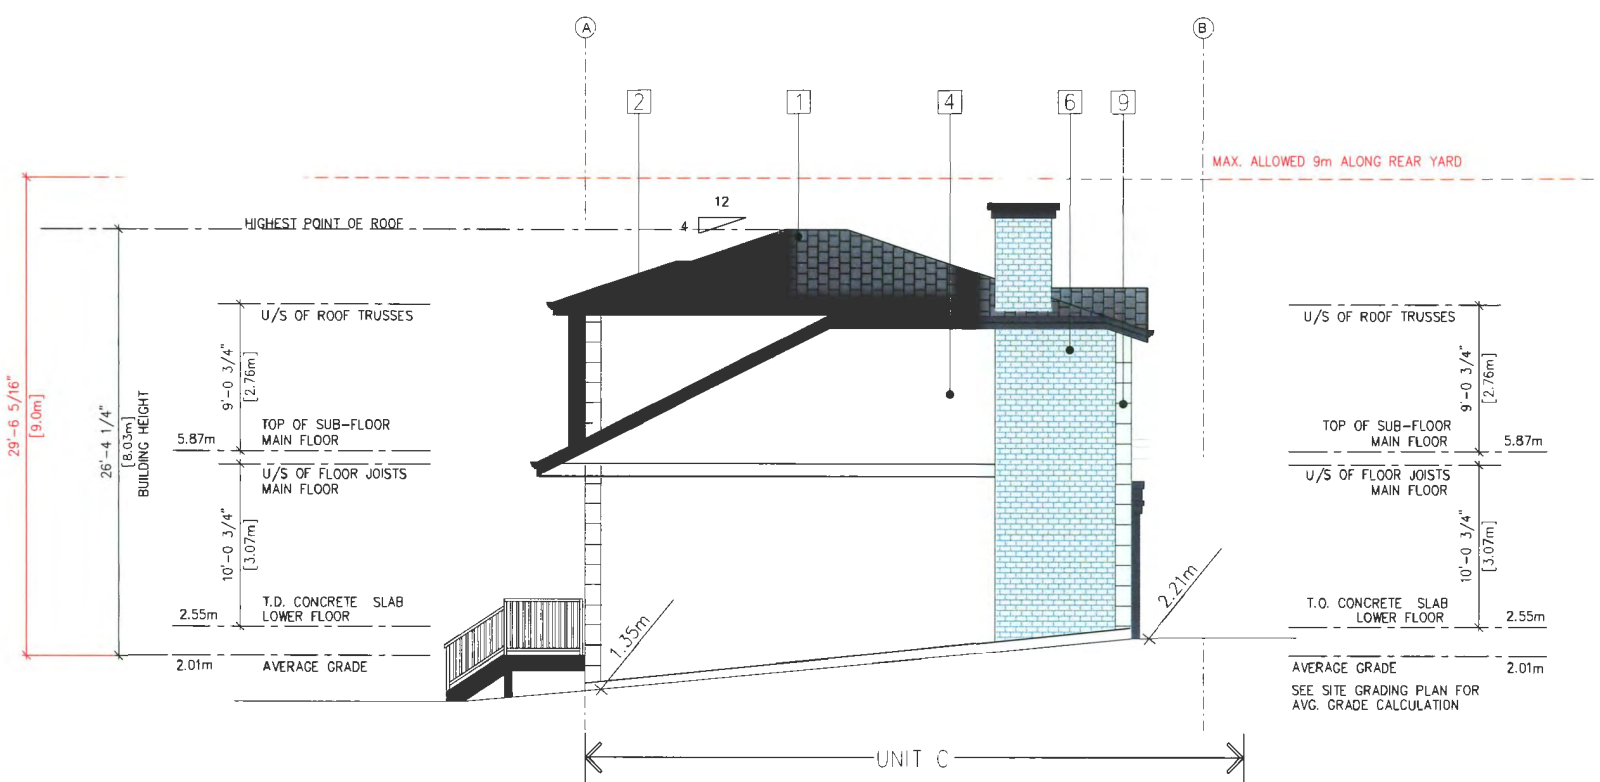 A
B
2
1
4
6
9
MAX. ALLOWED 9m ALONG REAR YARD
12
4
HIGHEST POINT OF ROOF
U/S OF ROOF TRUSSES
U/S OF ROOF TRUSSES
29'-6 5/16"
[9.0m]
26'-4 1/4"
[8.03m]
BUILDING HEIGHT
9'-0 3/4"
[2.76m]
9'-0 3/4"
[2.76m]
TOP OF SUB-FLOOR
MAIN FLOOR
5.87m
TOP OF SUB-FLOOR
MAIN FLOOR
5.87m
U/S OF FLOOR JOISTS
MAIN FLOOR
U/S OF FLOOR JOISTS
MAIN FLOOR
10'-0 3/4"
[3.07m]
10'-0 3/4"
[3.07m]
T.O. CONCRETE SLAB
LOWER FLOOR
2.55m
T.O. CONCRETE SLAB
LOWER FLOOR
2.55m
1.35m
2.21m
2.01m
AVERAGE GRADE
AVERAGE GRADE
2.01m
SEE SITE GRADING PLAN FOR
AVG. GRADE CALCULATION
UNIT C